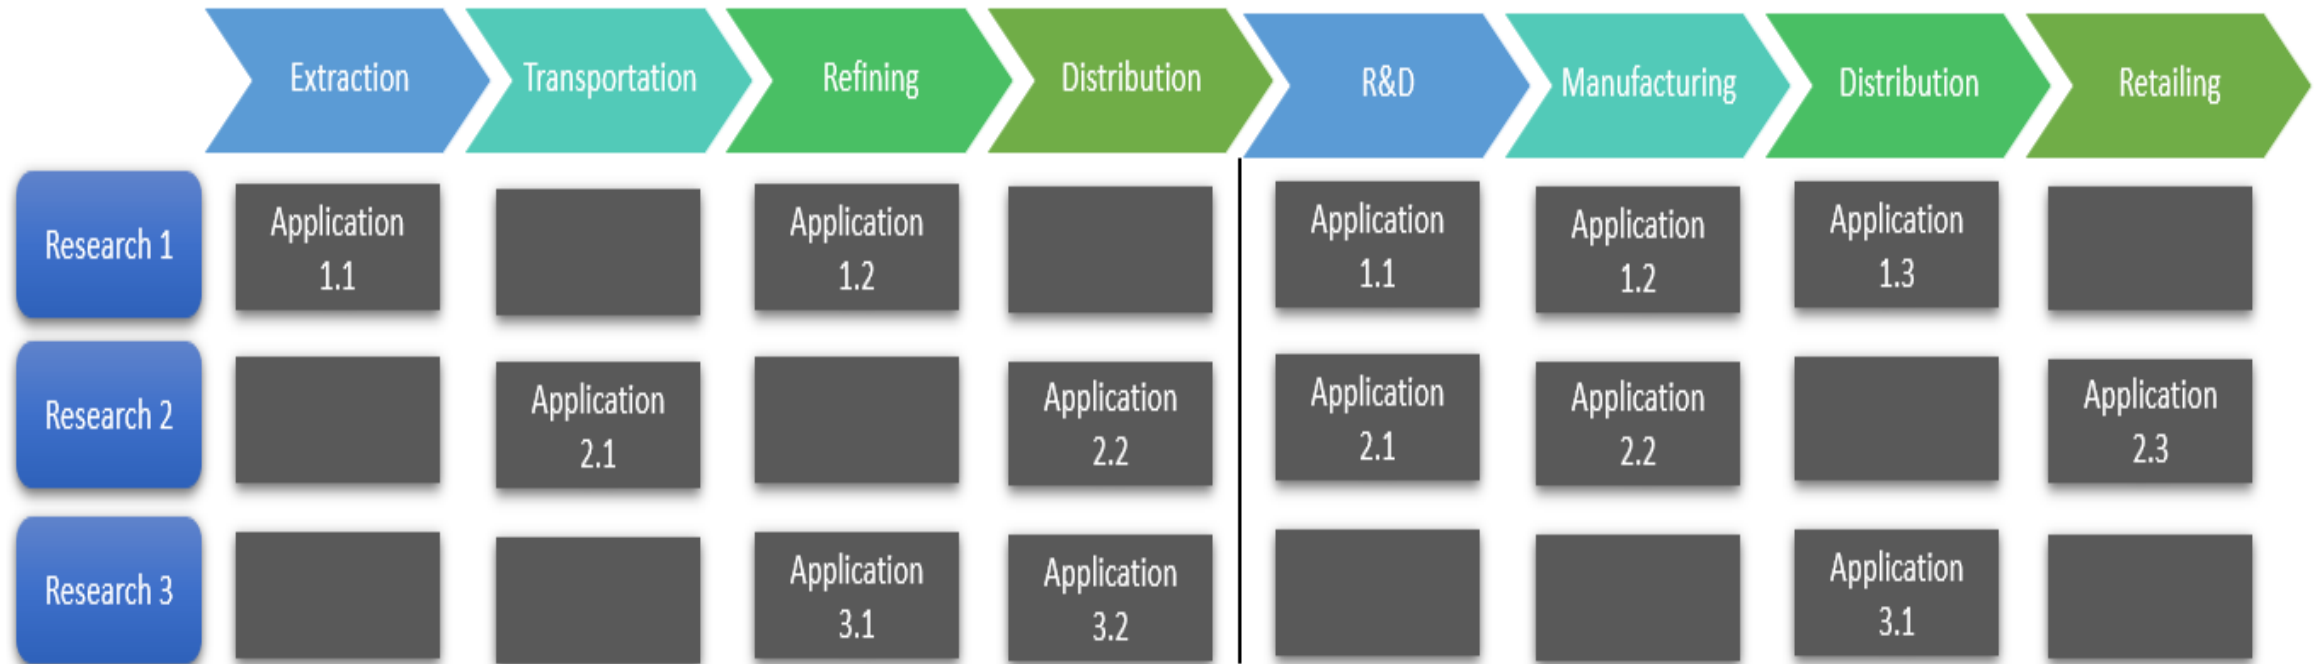 Extraction
Transportation
Refining
Distribution
R&D
Manufacturing
Distribution
Retailing
Research 1
Application
1.1
Application
1.2
Application
1.1
Application
1.2
Application
1.3
Research 2
Application
2.1
Application
2.2
Application
2.1
Application
2.2
Application
2.3
Research 3
Application
3.1
Application
3.2
Application
3.1